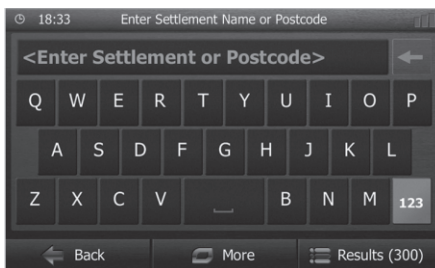 18:33 Enter Settlement Name or Postcode
<Enter Settlement or Postcode>
Q W E R T Y U I O P
A S D F G H J K L
Z X C V B N M 123
Back More Results (300)